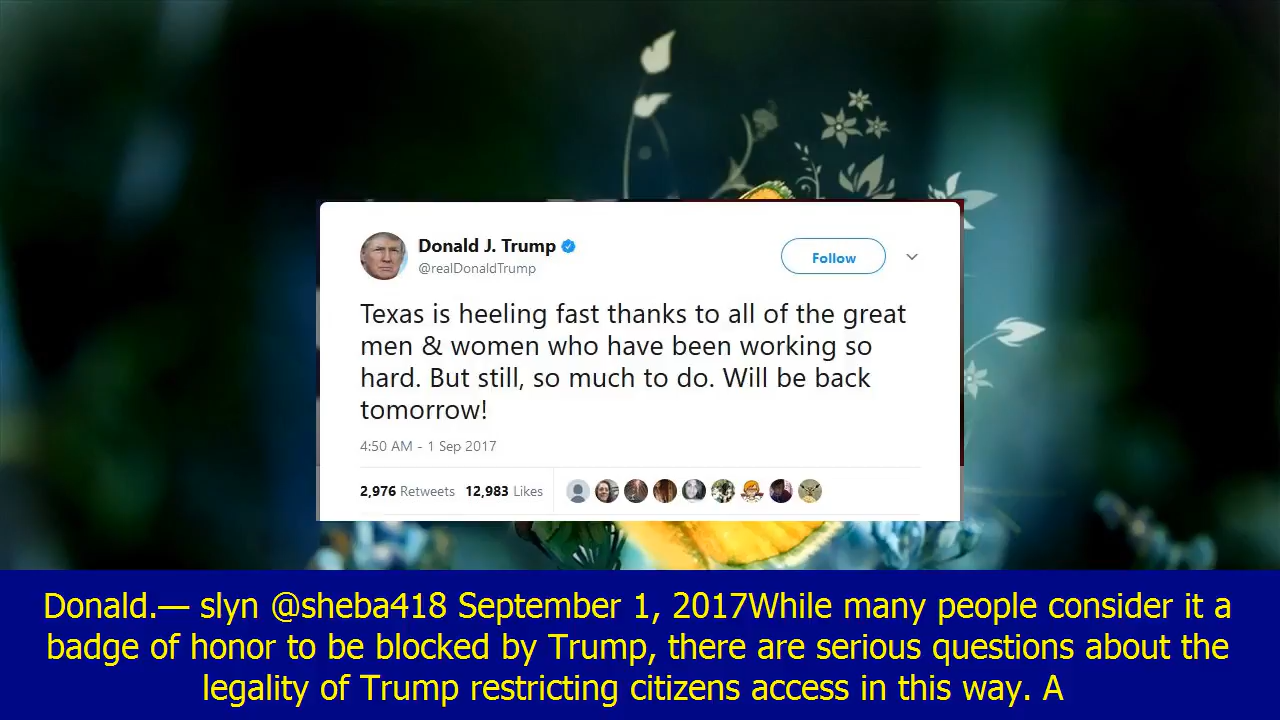 Donald J. Trump
@realDonaldTrump
Follow
Texas is heeling fast thanks to all of the great
men & women who have been working so
hard. But still, so much to do. Will be back
tomorrow!
4:50 AM - 1 Sep 2017
2,976 Retweets 12,983 Likes
Donald.— slyn @sheba418 September 1, 2017While many people consider it a
badge of honor to be blocked by Trump, there are serious questions about the
legality of Trump restricting citizens access in this way. A